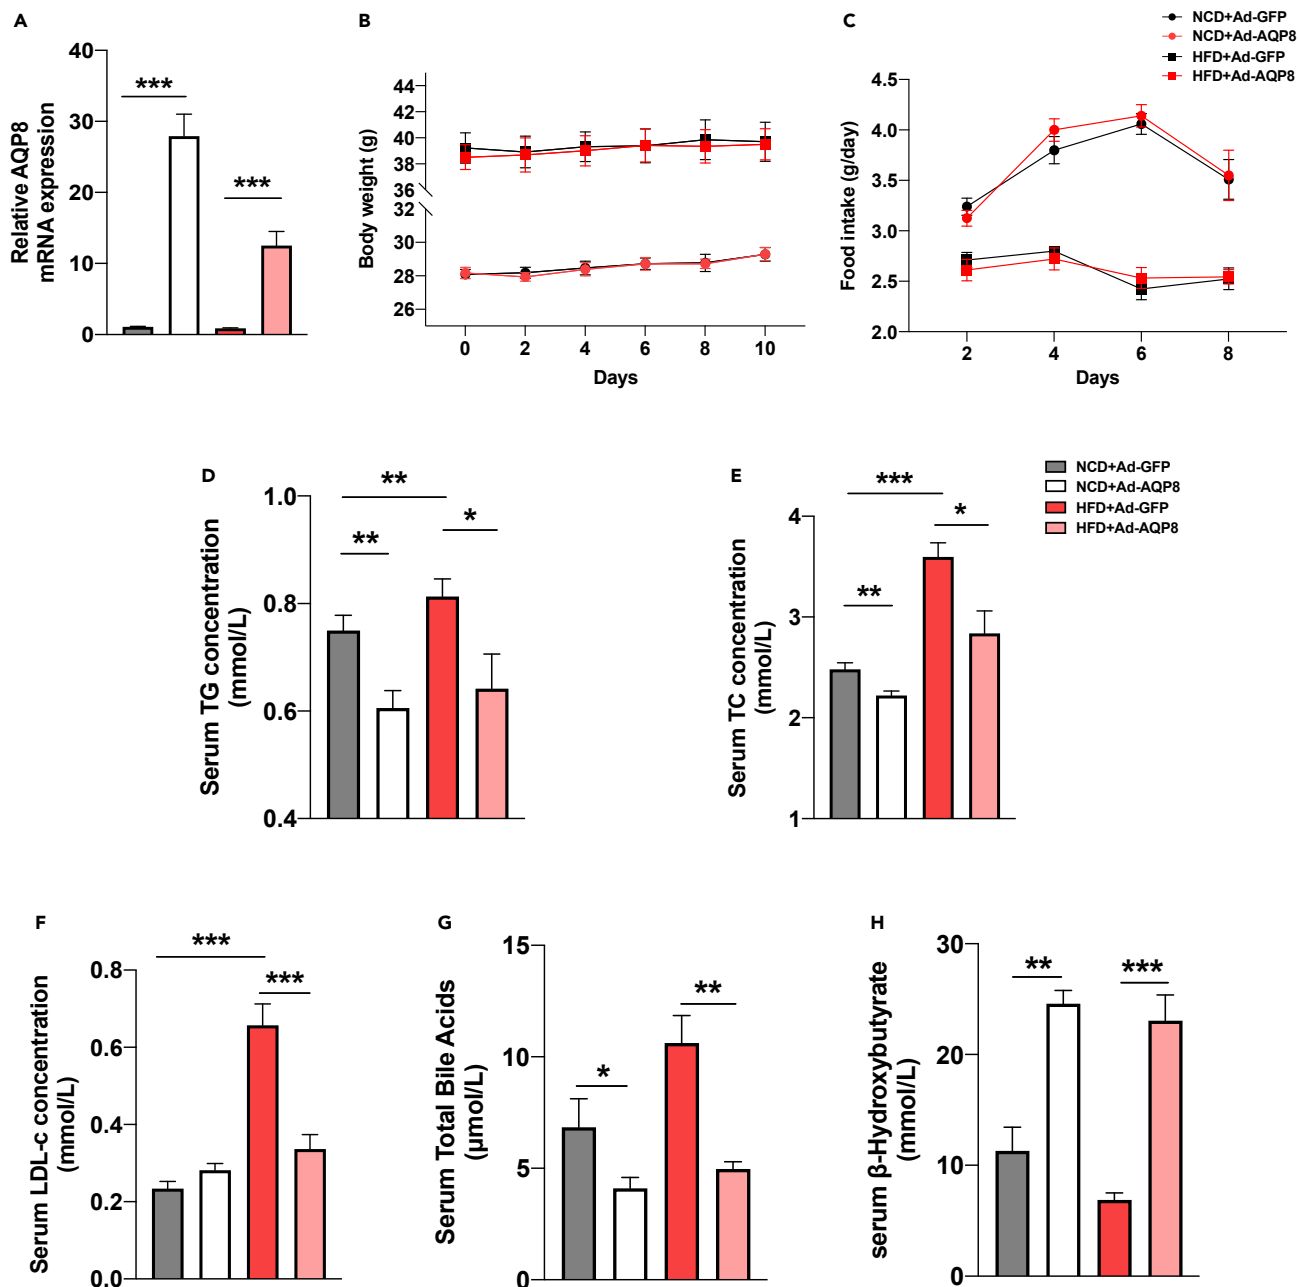 A
Relative AQP8
mRNA expression
40
30
20
10
0
***
***
B
Body weight (g)
44
42
40
38
36
32
30
28
26
0 2 4 6 8 10
Days
C
NCD+Ad-GFP
NCD+Ad-AQP8
HFD+Ad-GFP
HFD+Ad-AQP8
Food intake (g/day)
4.5
4.0
3.5
3.0
2.5
2.0
2 4 6 8
Days
D
Serum TG concentration
(mmol/L)
1.0
0.8
0.6
0.4
**
**
*
E
Serum TC concentration
(mmol/L)
4
3
2
1
***
**
*
NCD+Ad-GFP
NCD+Ad-AQP8
HFD+Ad-GFP
HFD+Ad-AQP8
F
Serum LDL-c concentration
(mmol/L)
0.8
0.6
0.4
0.2
0.0
***
***
G
Serum Total Bile Acids
(μmol/L)
15
10
5
0
*
**
H
serum β-Hydroxybutyrate
(mmol/L)
30
20
10
0
**
***